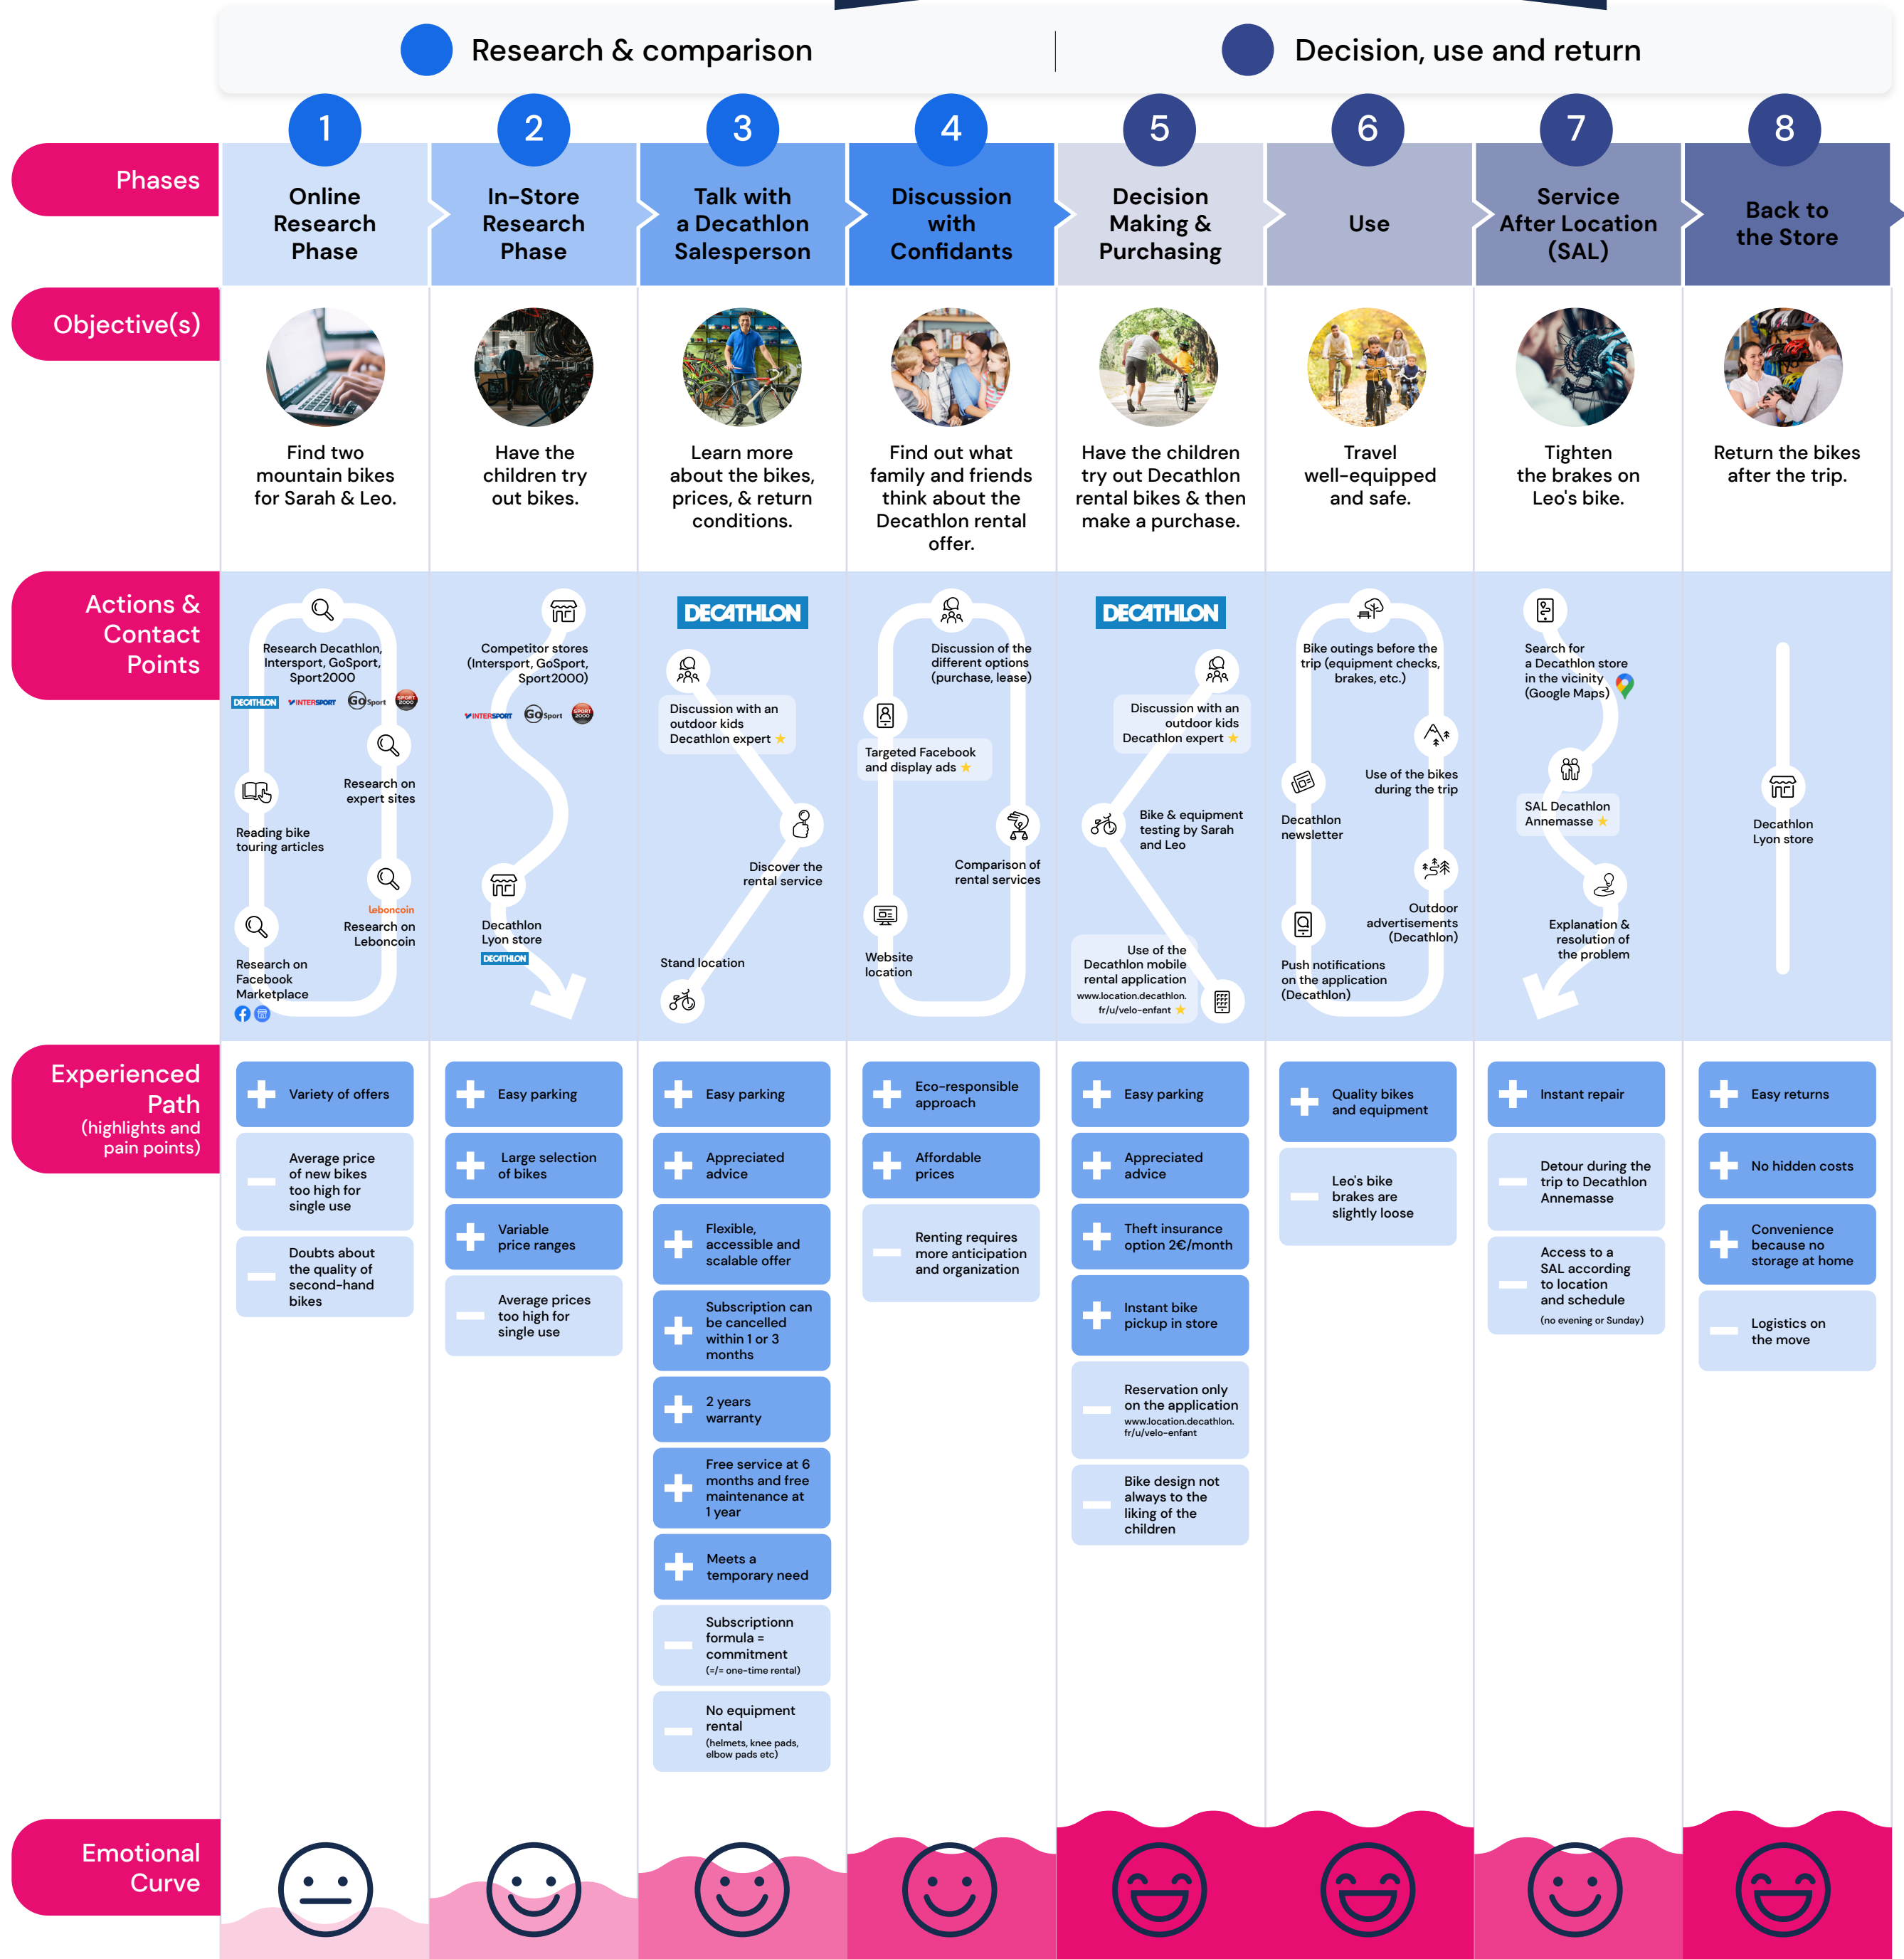 Research & comparison
Decision, use and return
1
2
3
4
5
6
7
8
Phases
Online
Research
Phase
In-Store
Research
Phase
Talk with
a Decathlon
Salesperson
Discussion
with
Confidants
Decision
Making &
Purchasing
Use
Service
After Location
(SAL)
Back to
the Store
Objective(s)
Find two
mountain bikes
for Sarah & Leo.
Have the
children try
out bikes.
Learn more
about the bikes,
prices, & return
conditions.
Find out what
family and friends
think about the
Decathlon rental
offer.
Have the children
try out Decathlon
rental bikes & then
make a purchase.
Travel
well-equipped
and safe.
Tighten
the brakes on
Leo's bike.
Return the bikes
after the trip.
Actions &
Contact
Points
Research Decathlon,
Intersport, GoSport,
Sport2000
DECATHLON
INTERSPORT
GO Sport
SPORT
2000
Research on
expert sites
Reading bike
touring articles
leboncoin
Research on
Leboncoin
Research on
Facebook
Marketplace
Competitor stores
(Intersport, GoSport,
Sport2000)
INTERSPORT
GO Sport
SPORT
2000
Decathlon
Lyon store
DECATHLON
DECATHLON
Discussion with an
outdoor kids
Decathlon expert
Discover the
rental service
Stand location
Discussion of the
different options
(purchase, lease)
Targeted Facebook
and display ads
Comparison of
rental services
Website
location
DECATHLON
Discussion with an
outdoor kids
Decathlon expert
Bike & equipment
testing by Sarah
and Leo
Use of the
Decathlon mobile
rental application
www.location.decathlon.
fr/u/velo-enfant
Bike outings before the
trip (equipment checks,
brakes, etc.)
Use of the bikes
during the trip
Decathlon
newsletter
Outdoor
advertisements
(Decathlon)
Push notifications
on the application
(Decathlon)
Search for
a Decathlon store
in the vicinity
(Google Maps)
SAL Decathlon
Annemasse
Explanation &
resolution of
the problem
Decathlon
Lyon store
Experienced
Path
(highlights and
pain points)
Variety of offers
Average price
of new bikes
too high for
single use
Doubts about
the quality of
second-hand
bikes
Easy parking
Large selection
of bikes
Variable
price ranges
Average prices
too high for
single use
Easy parking
Appreciated
advice
Flexible,
accessible and
scalable offer
Subscription can
be cancelled
within 1 or 3
months
2 years
warranty
Free service at 6
months and free
maintenance at
1 year
Meets a
temporary need
Subscriptionn
formula =
commitment
(=/= one-time rental)
No equipment
rental
(helmets, knee pads,
elbow pads etc)
Eco-responsible
approach
Affordable
prices
Renting requires
more anticipation
and organization
Easy parking
Appreciated
advice
Theft insurance
option 2€/month
Instant bike
pickup in store
Reservation only
on the application
www.location.decathlon.
fr/u/velo-enfant
Bike design not
always to the
liking of the
children
Quality bikes
and equipment
Leo's bike
brakes are
slightly loose
Instant repair
Detour during the
trip to Decathlon
Annemasse
Access to a
SAL according
to location
and schedule
(no evening or Sunday)
Easy returns
No hidden costs
Convenience
because no
storage at home
Logistics on
the move
Emotional
Curve